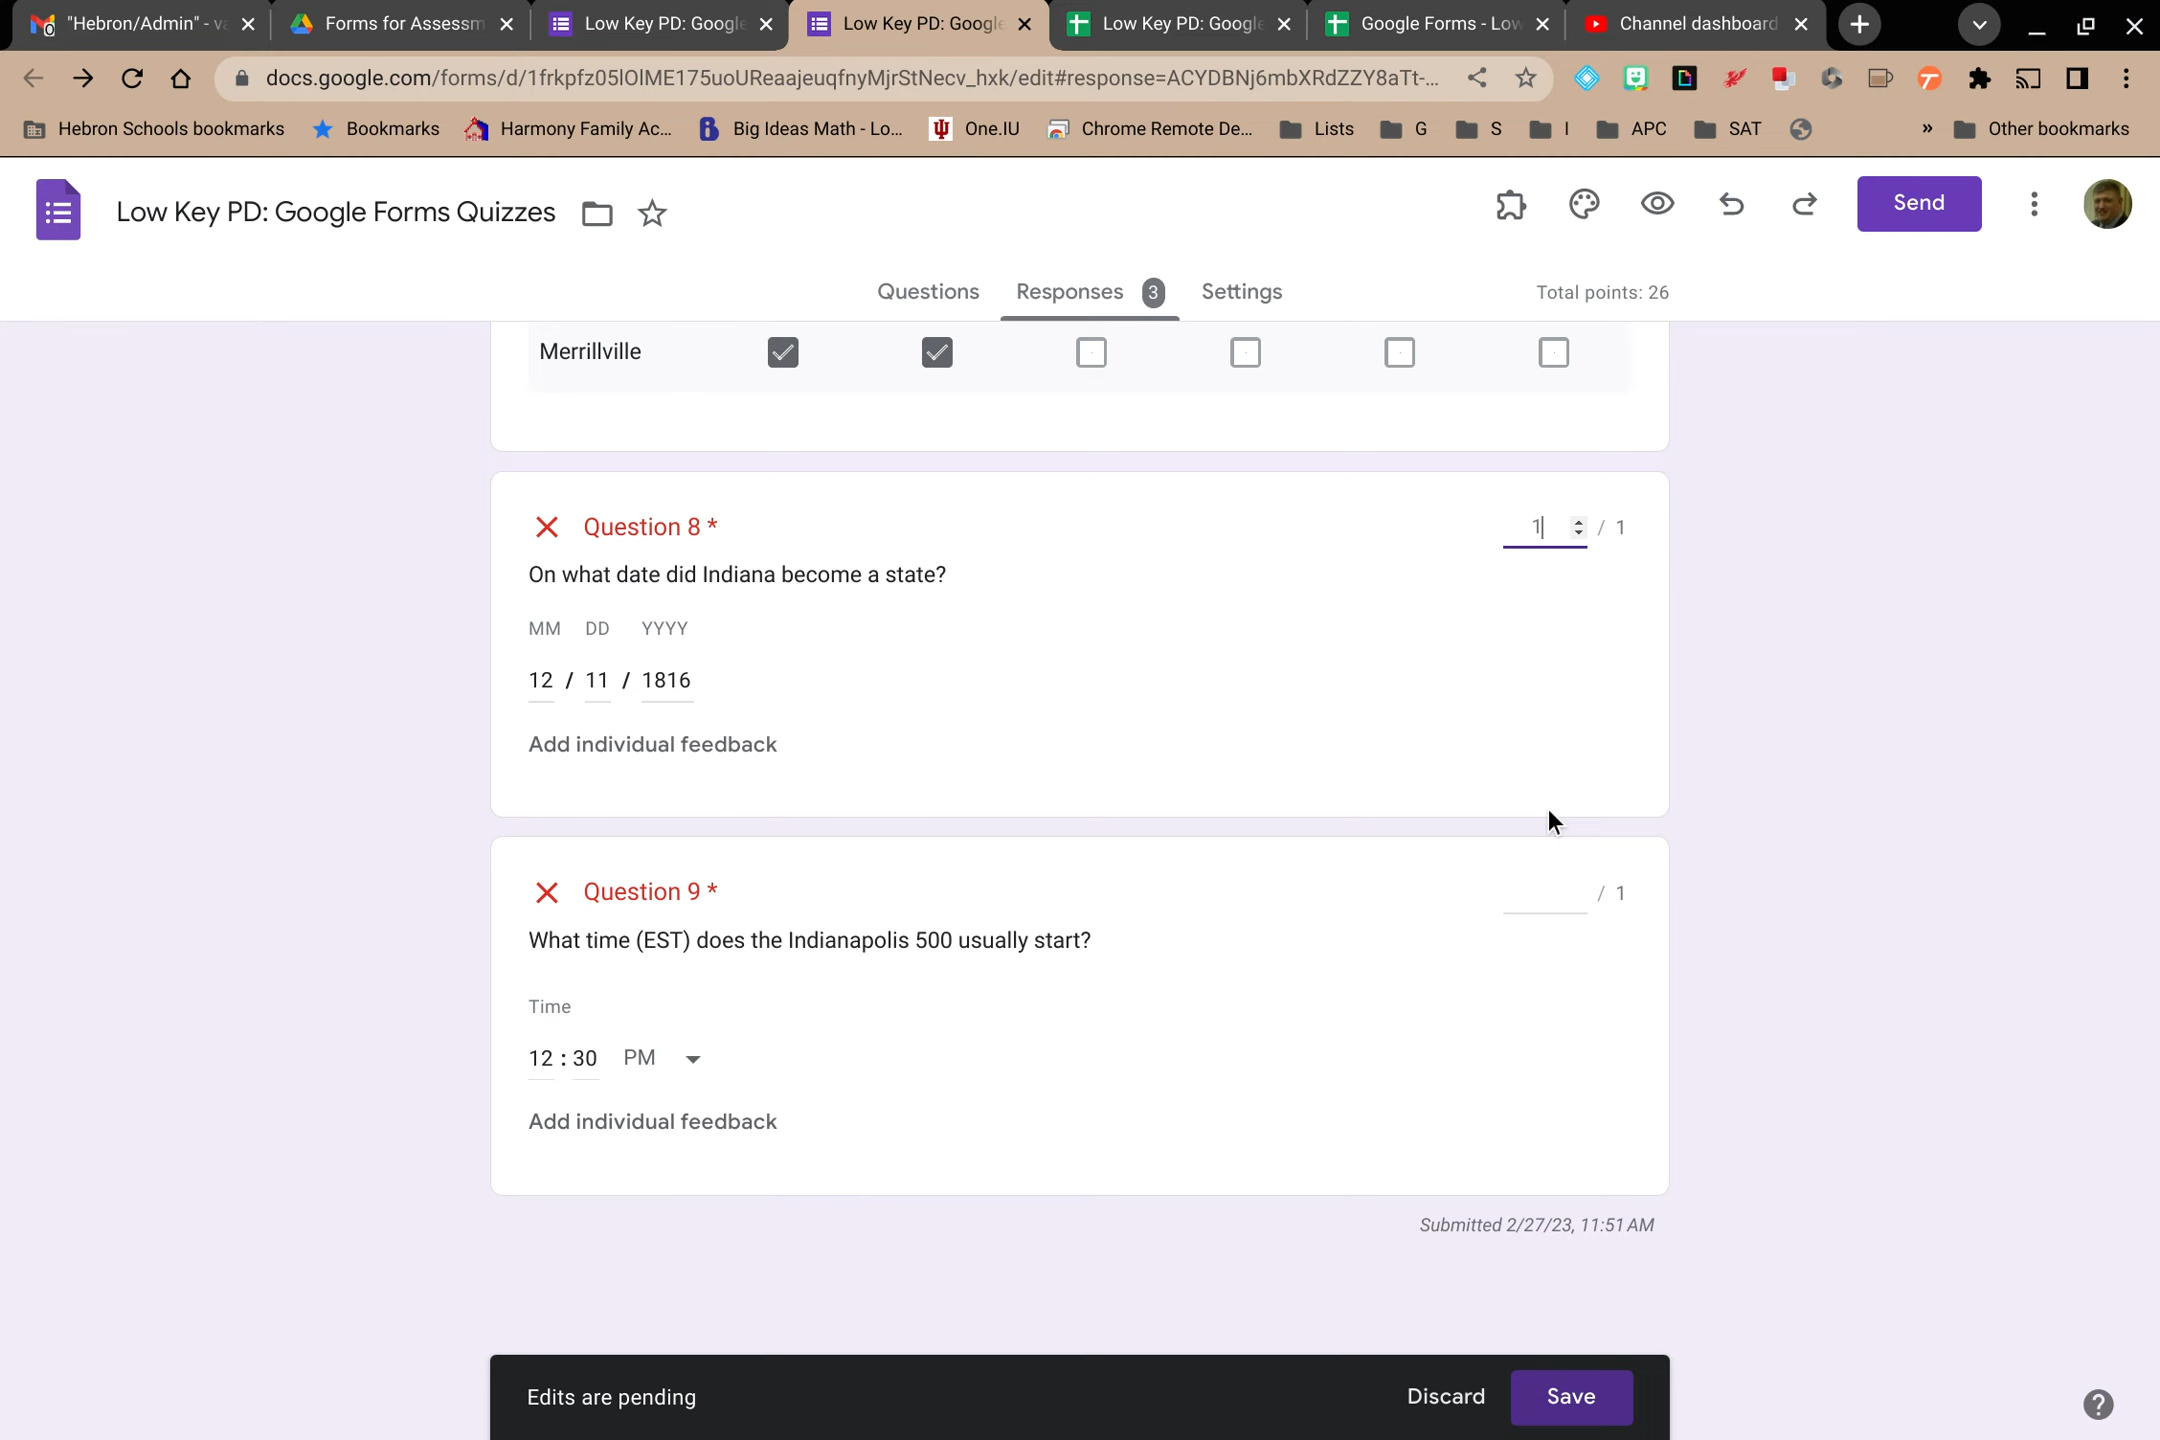 "Hebron/Admin" - va
Forms for Assessm
Low Key PD: Google
Low Key PD: Google
Low Key PD: Google
Google Forms - Low
Channel dashboard
docs.google.com/forms/d/1frkpfz05lOlME175uoUReaajeuqfnyMjrStNecv_hxk/edit#response=ACYDBNj6mbXRdZZY8aTt-...
Hebron Schools bookmarks
Bookmarks
Harmony Family Ac...
Big Ideas Math - Lo...
One.IU
Chrome Remote De...
Lists
G
S
I
APC
SAT
»
Other bookmarks
Low Key PD: Google Forms Quizzes
Send
Questions
Responses 3
Settings
Total points: 26
Merrillville
Question 8 *
1 / 1
On what date did Indiana become a state?
MM DD YYYY
12 / 11 / 1816
Add individual feedback
Question 9 *
/ 1
What time (EST) does the Indianapolis 500 usually start?
Time
12 : 30 PM
Add individual feedback
Submitted 2/27/23, 11:51 AM
Edits are pending
Discard
Save